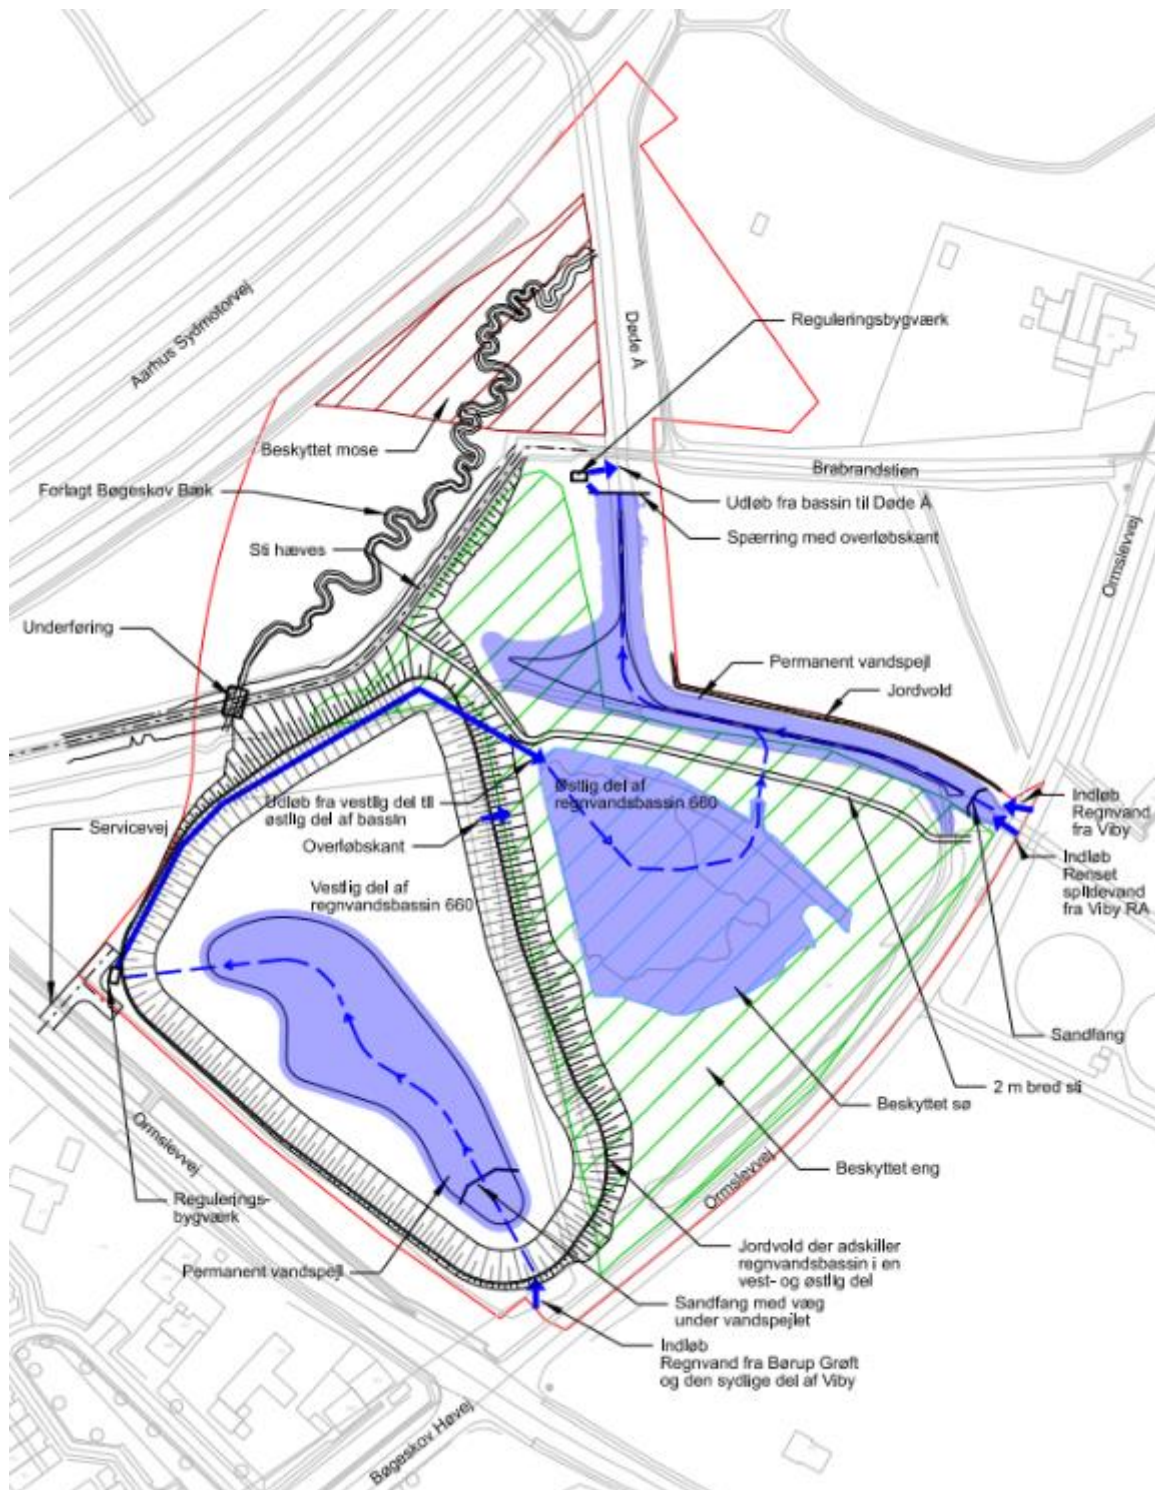 Aarhus Sydmotorvej
Døde Å
Reguleringsbygværk
Beskyttet mose
Brabrandstien
Forlagt Bøgeskov Bæk
Udløb fra bassin til Døde Å
Spærring med overløbskant
Sti hæves
Ormslevvej
Underføring
Permanent vandspejl
Jordvold
Udløb fra vestlig del til
østlig del af bassin
Østlig del af
regnvandsbassin 660
Indløb
Regnvand
fra Viby
Servicevej
Overløbskant
Indløb
Renset
spildevand
fra Viby RA
Vestlig del af
regnvandsbassin 660
Sandfang
2 m bred sti
Beskyttet sø
Ormslevvej
Beskyttet eng
Ormslevvej
Regulerings-
bygværk
Permanent vandspejl
Jordvold der adskiller
regnvandsbassin i en
vest- og østlig del
Sandfang med væg
under vandspejlet
Indløb
Regnvand fra Børup Grøft
og den sydlige del af Viby
Bøgeskov Høvej